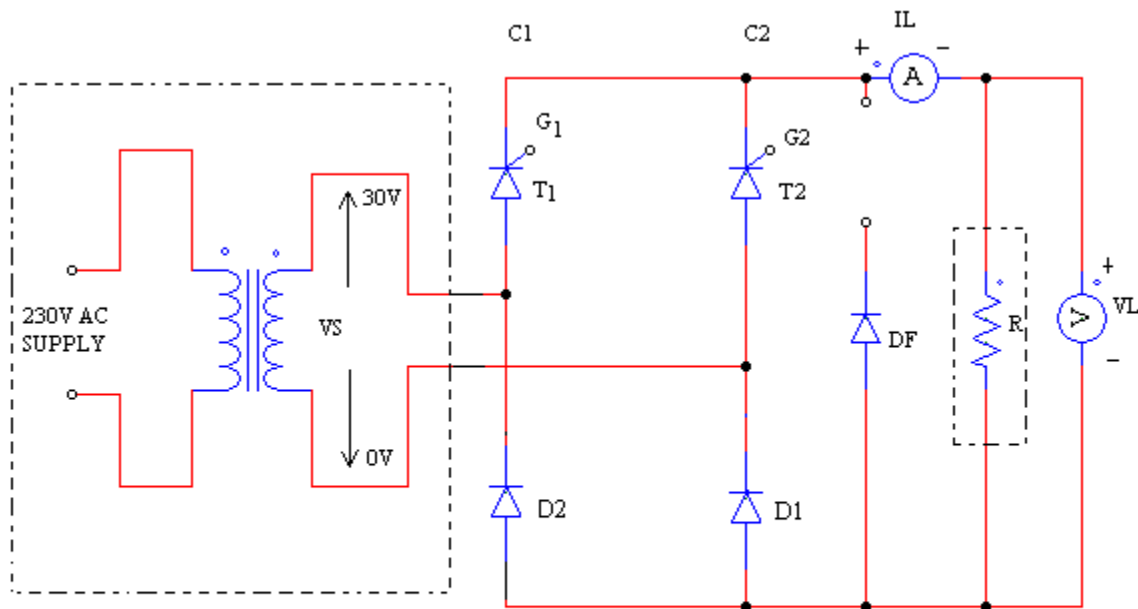 IL
C1
C2
+
−
A
G1
G2
T1
T2
30V
230V AC
SUPPLY
VS
DF
R
+
V
VL
−
0V
D2
D1